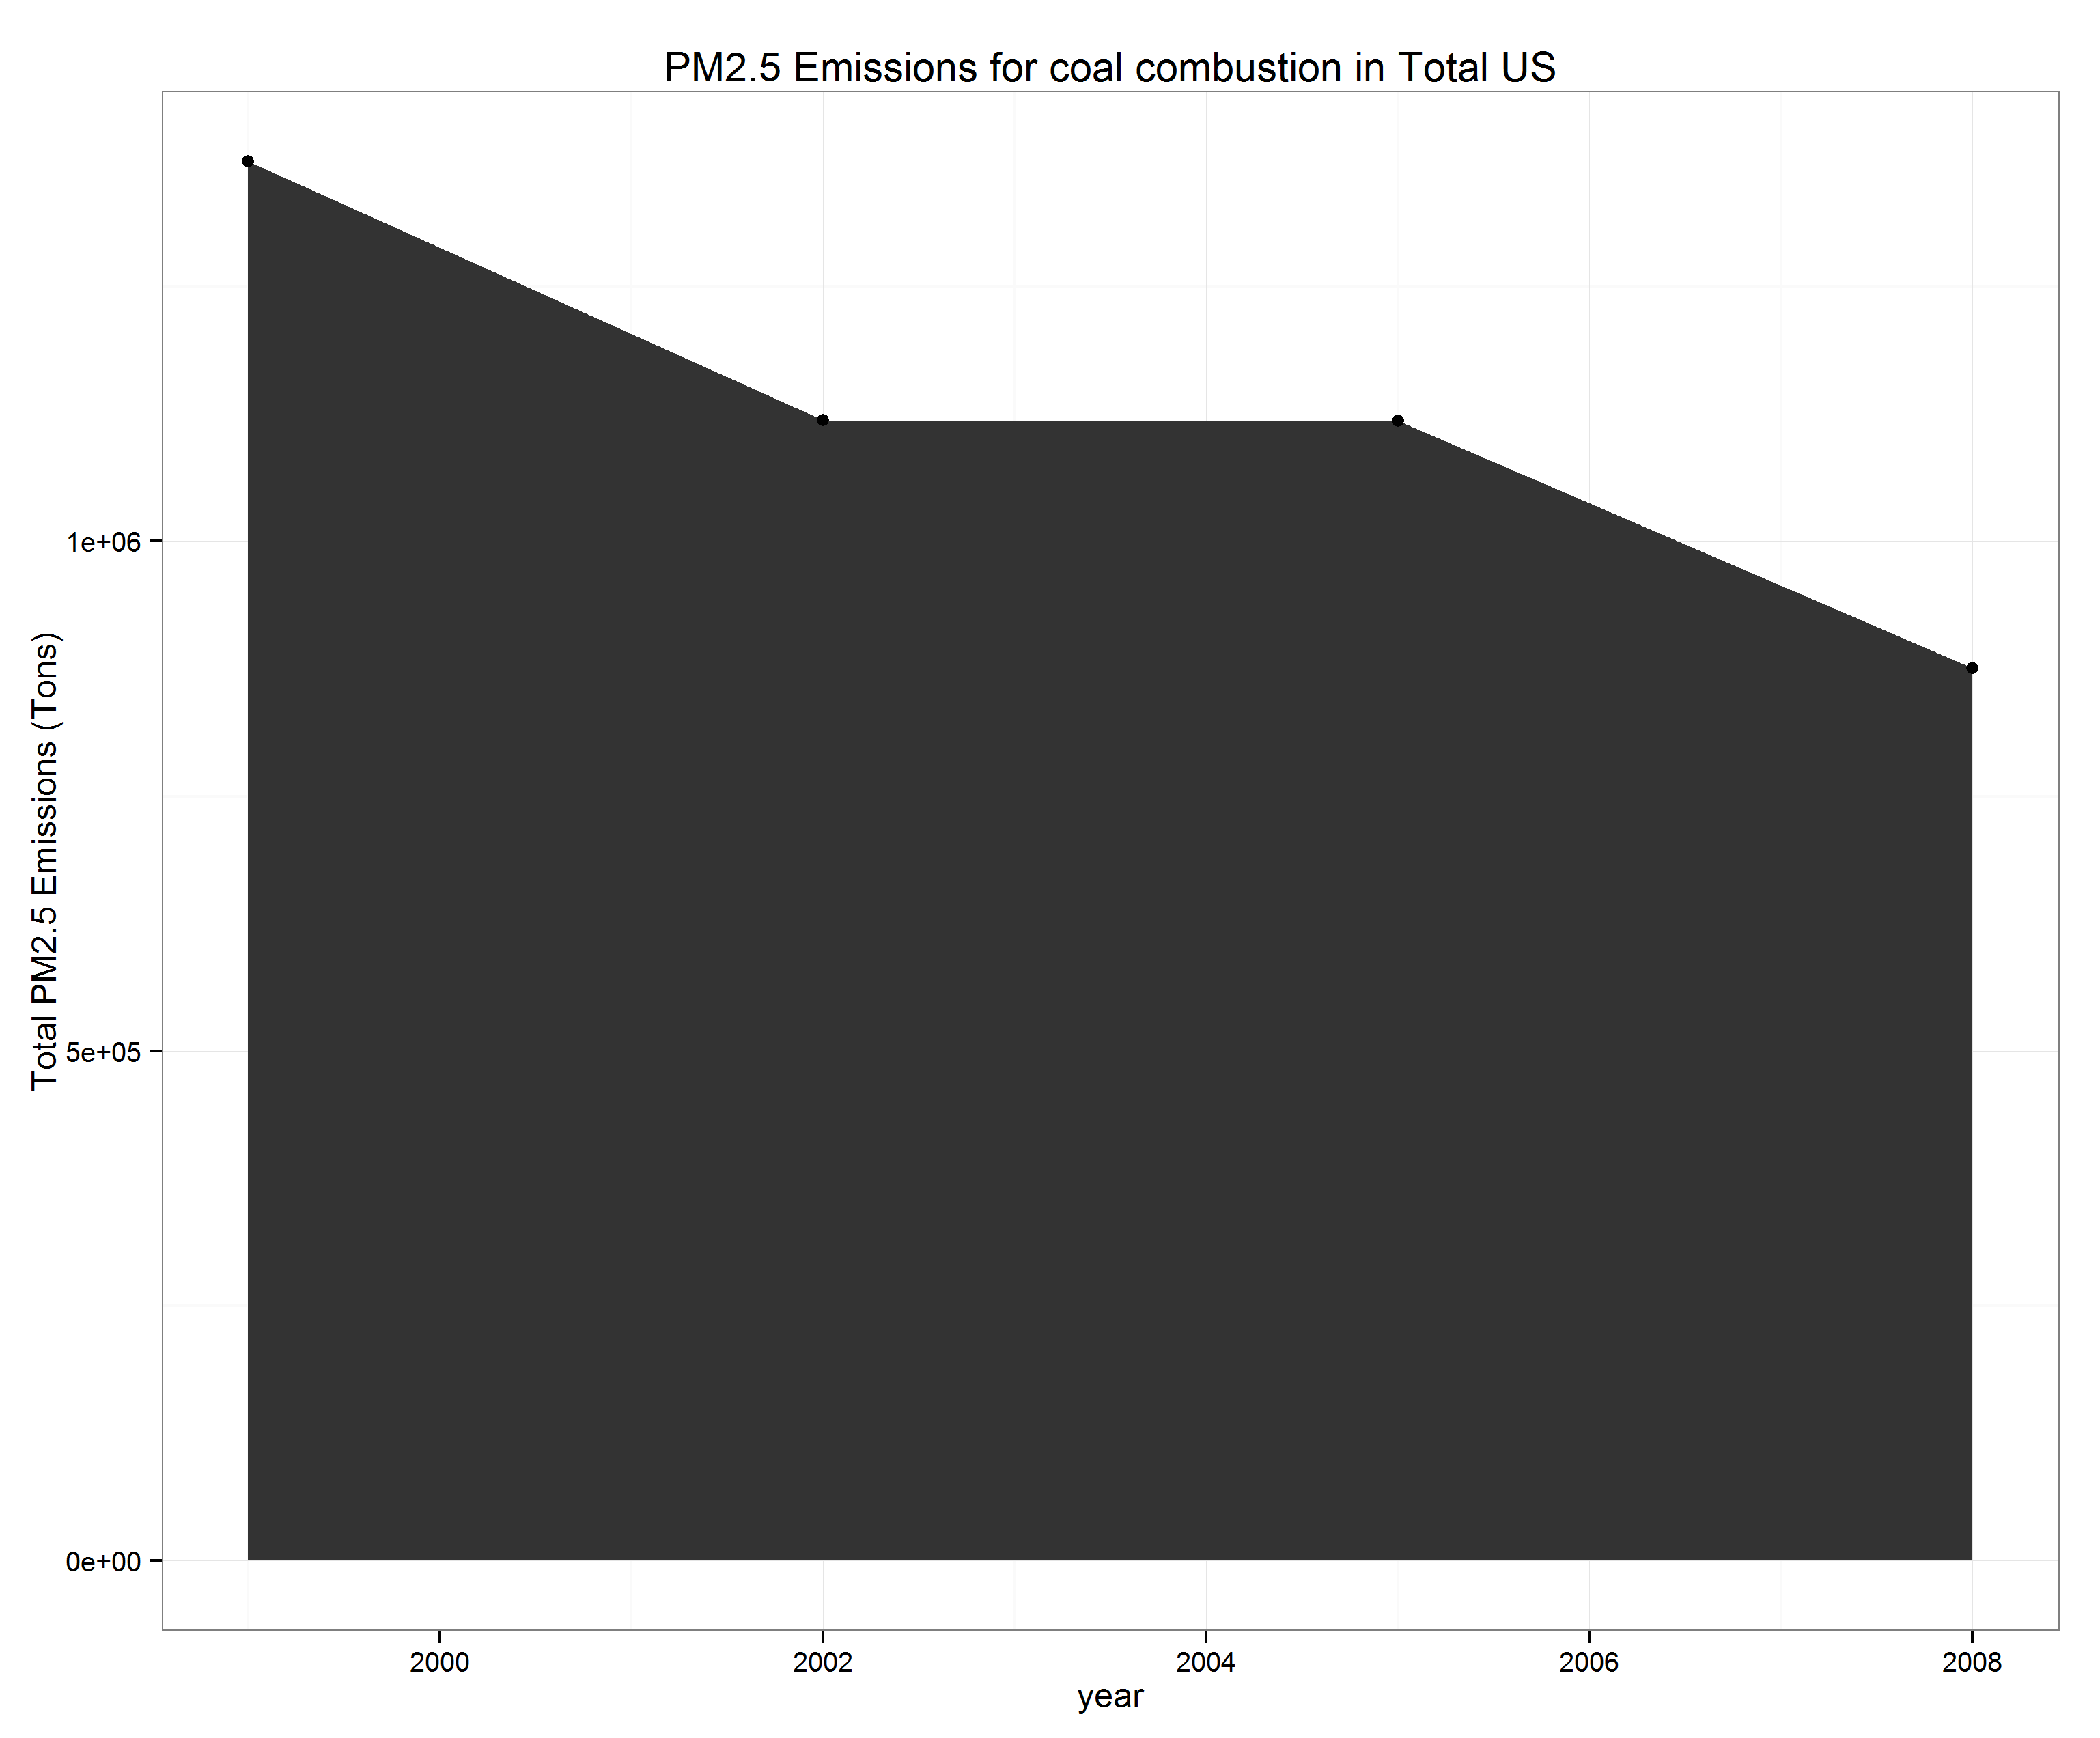 PM2.5 Emissions for coal combustion in Total US
Total PM2.5 Emissions (Tons)
1e+06
5e+05
0e+00
2000
2002
2004
2006
2008
year